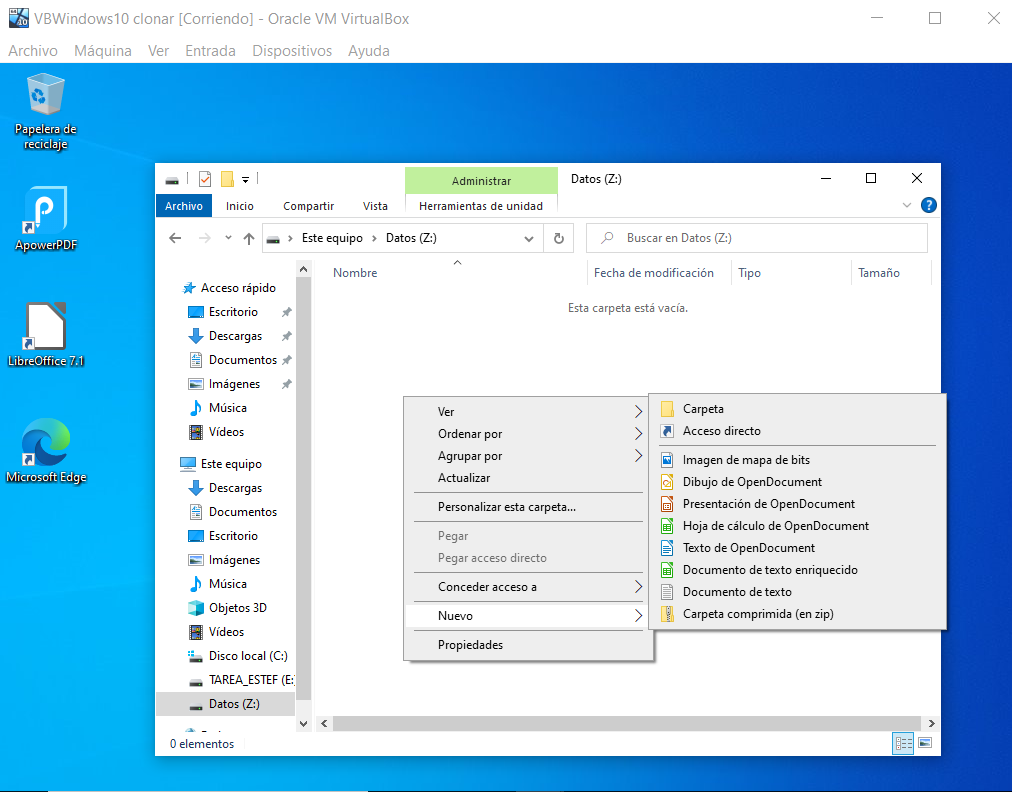 VBWindows10 clonar [Corriendo] - Oracle VM VirtualBox
Archivo Máquina Ver Entrada Dispositivos Ayuda
Papelera de
reciclaje
ApowerPDF
LibreOffice 7.1
Microsoft Edge
Administrar
Datos (Z:)
Archivo Inicio Compartir Vista Herramientas de unidad
Este equipo Datos (Z:)
Buscar en Datos (Z:)
Nombre Fecha de modificación Tipo Tamaño
Esta carpeta está vacía.
Acceso rápido
Escritorio
Descargas
Documentos
Imágenes
Música
Vídeos
Este equipo
Descargas
Documentos
Escritorio
Imágenes
Música
Objetos 3D
Vídeos
Disco local (C:)
TAREA_ESTEF (E:
Datos (Z:)
0 elementos
Ver
Ordenar por
Agrupar por
Actualizar
Personalizar esta carpeta...
Pegar
Pegar acceso directo
Conceder acceso a
Nuevo
Propiedades
Carpeta
Acceso directo
Imagen de mapa de bits
Dibujo de OpenDocument
Presentación de OpenDocument
Hoja de cálculo de OpenDocument
Texto de OpenDocument
Documento de texto enriquecido
Documento de texto
Carpeta comprimida (en zip)